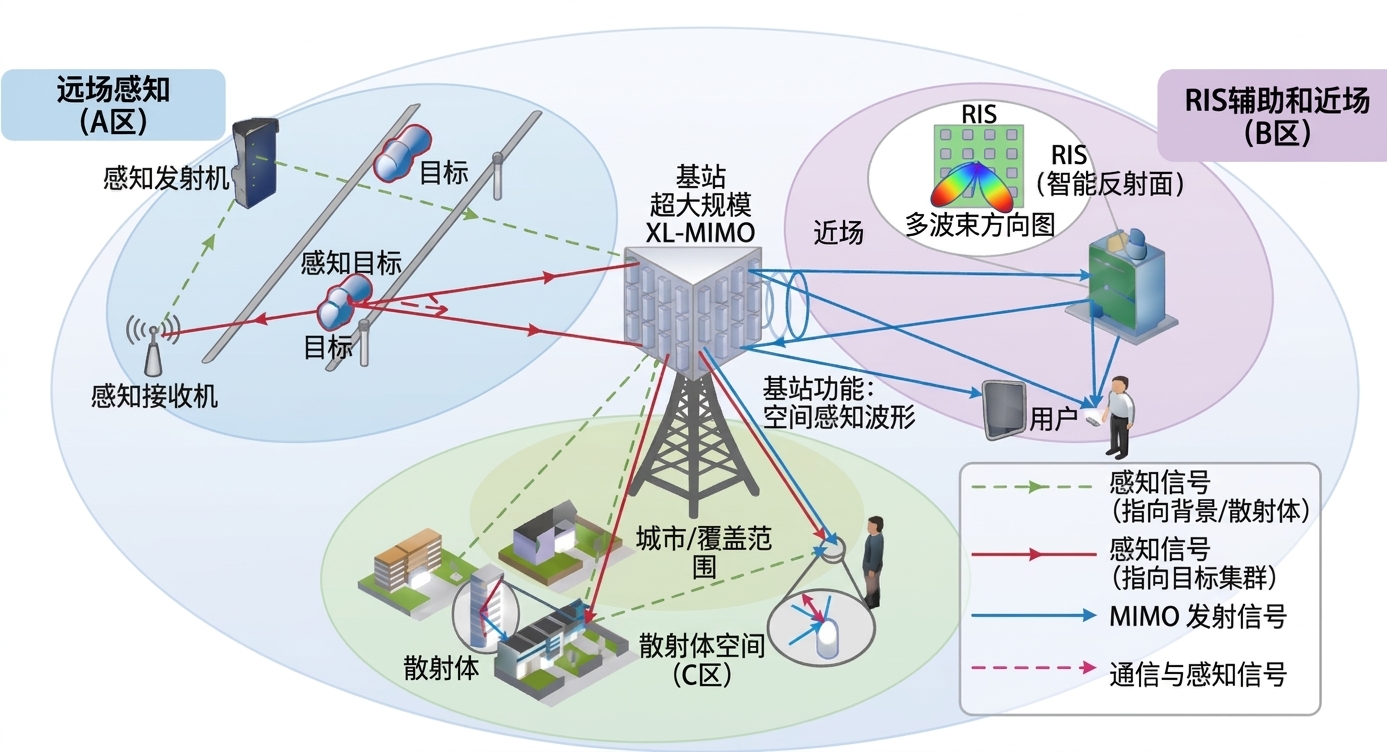 远场感知
(A区)
感知发射机
目标
感知目标
目标
感知接收机
基站
超大规模
XL-MIMO
RIS辅助和近场
(B区)
RIS
RIS
(智能反射面)
多波束方向图
近场
基站功能:
空间感知波形
用户
城市/覆盖范
围
散射体
散射体空间
(C区)
感知信号
(指向背景/散射体)
感知信号
(指向目标集群)
MIMO 发射信号
通信与感知信号